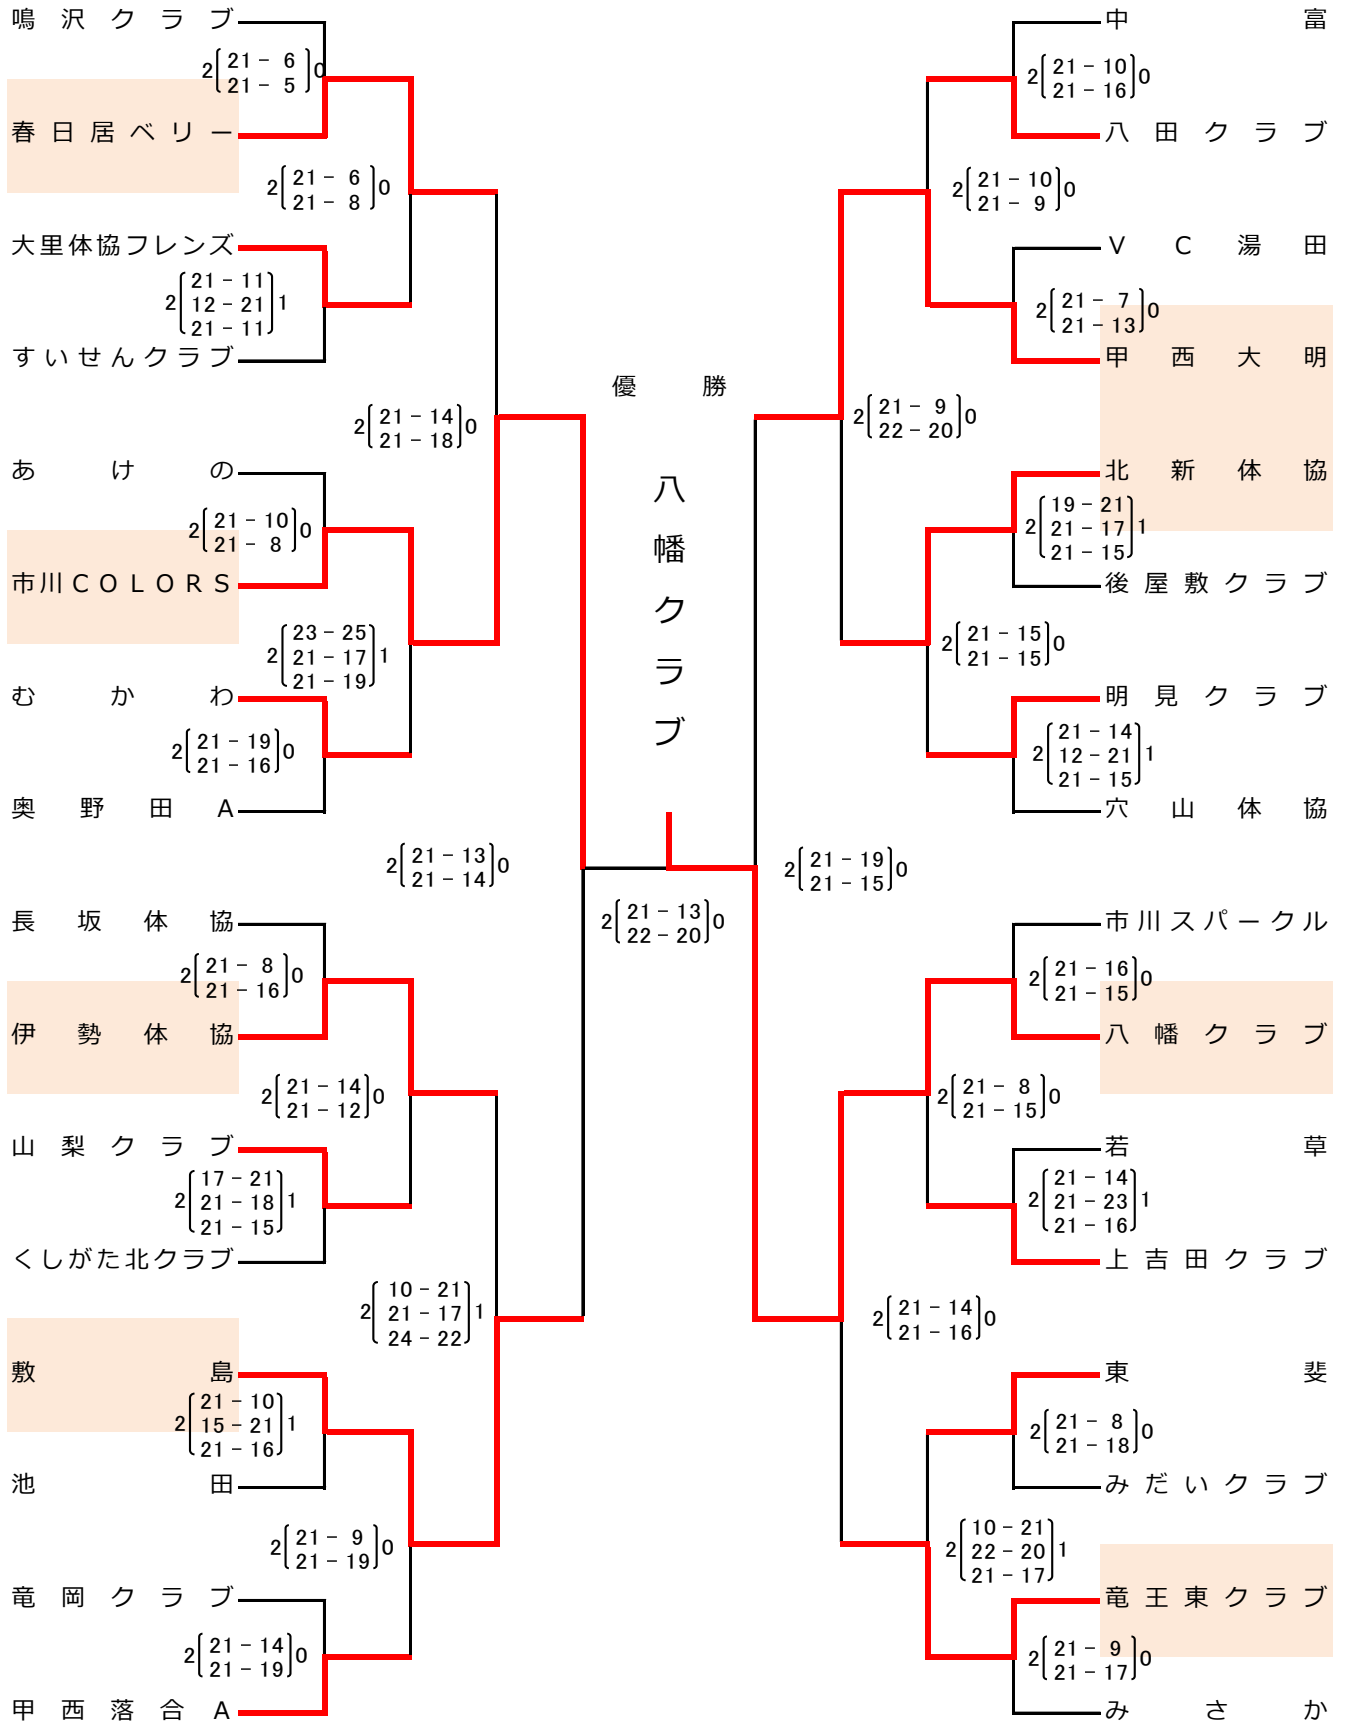 鳴沢クラブ
2 21 − 6 0
21 − 5
春日居ベリー
2 21 − 6 0
21 − 8
大里体協フレンズ
21 − 11
2 12 − 21 1
21 − 11
すいせんクラブ
2 21 − 14 0
21 − 18
あけの
2 21 − 10 0
21 − 8
市川COLORS
23 − 25
2 21 − 17 1
21 − 19
むかわ
2 21 − 19 0
21 − 16
奥野田A
2 21 − 13 0
21 − 14
長坂体協
2 21 − 8 0
21 − 16
伊勢体協
2 21 − 14 0
21 − 12
山梨クラブ
17 − 21
2 21 − 18 1
21 − 15
くしがた北クラブ
10 − 21
2 21 − 17 1
24 − 22
敷島
21 − 10
2 15 − 21 1
21 − 16
池田
2 21 − 9 0
21 − 19
竜岡クラブ
2 21 − 14 0
21 − 19
甲西落合A
優勝
八幡クラブ
2 21 − 13 0
22 − 20
中富
2 21 − 10 0
21 − 16
八田クラブ
2 21 − 10 0
21 − 9
VC湯田
2 21 − 7 0
21 − 13
甲西大明
2 21 − 9 0
22 − 20
北新体協
19 − 21
2 21 − 17 1
21 − 15
後屋敷クラブ
2 21 − 15 0
21 − 15
明見クラブ
21 − 14
2 12 − 21 1
21 − 15
穴山体協
2 21 − 19 0
21 − 15
市川スパークル
2 21 − 16 0
21 − 15
八幡クラブ
2 21 − 8 0
21 − 15
若草
21 − 14
2 21 − 23 1
21 − 16
上吉田クラブ
2 21 − 14 0
21 − 16
東斐
2 21 − 8 0
21 − 18
みだいクラブ
10 − 21
2 22 − 20 1
21 − 17
竜王東クラブ
2 21 − 9 0
21 − 17
みさか